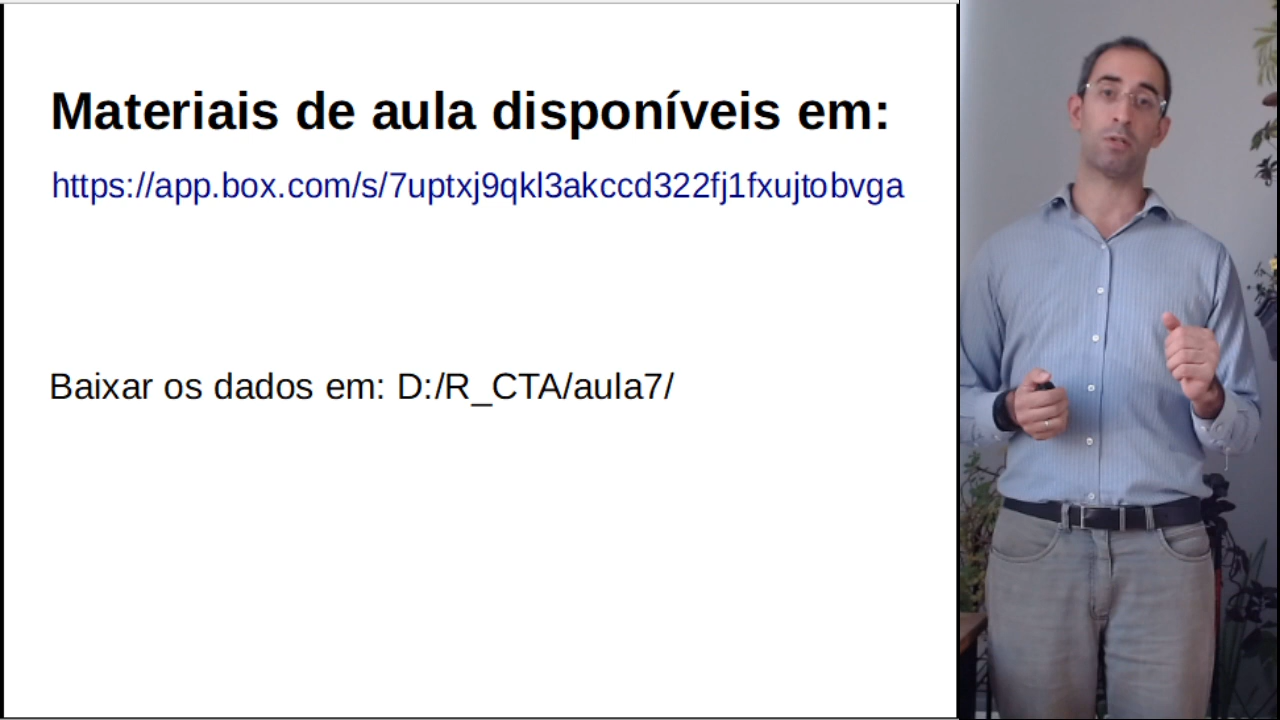 Materiais de aula disponíveis em:
https://app.box.com/s/7uptxj9qkl3akccd322fj1fxujtobvga
Baixar os dados em: D:/R_CTA/aula7/